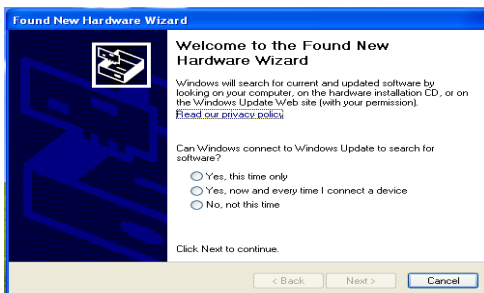 Found New Hardware Wizard
Welcome to the Found New
Hardware Wizard
Windows will search for current and updated software by
looking on your computer, on the hardware installation CD, or on
the Windows Update Web site (with your permission).
Read our privacy policy
Can Windows connect to Windows Update to search for
software?
Yes, this time only
Yes, now and every time I connect a device
No, not this time
Click Next to continue.
< Back Next > Cancel